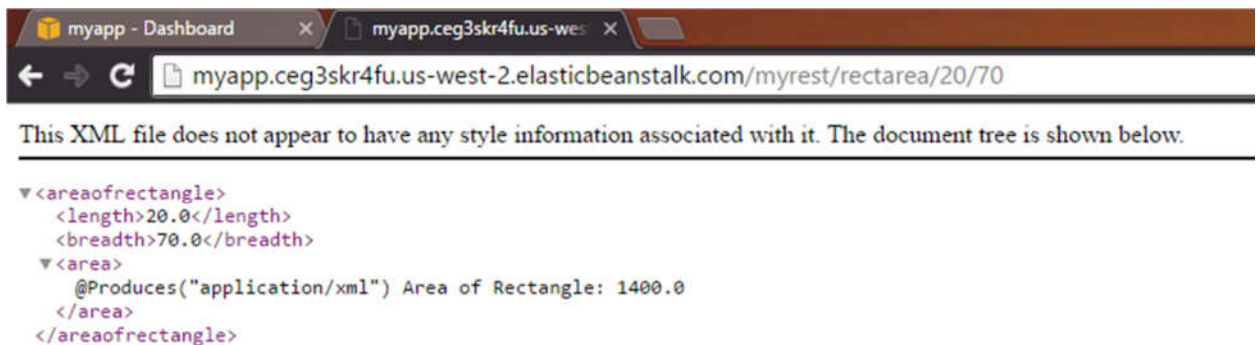 myapp - Dashboard
myapp.ceg3skr4fu.us-wes
myapp.ceg3skr4fu.us-west-2.elasticbeanstalk.com/myrest/rectarea/20/70
This XML file does not appear to have any style information associated with it. The document tree is shown below.
<areaofrectangle>
<length>20.0</length>
<breadth>70.0</breadth>
<area>
@Produces("application/xml") Area of Rectangle: 1400.0
</area>
</areaofrectangle>